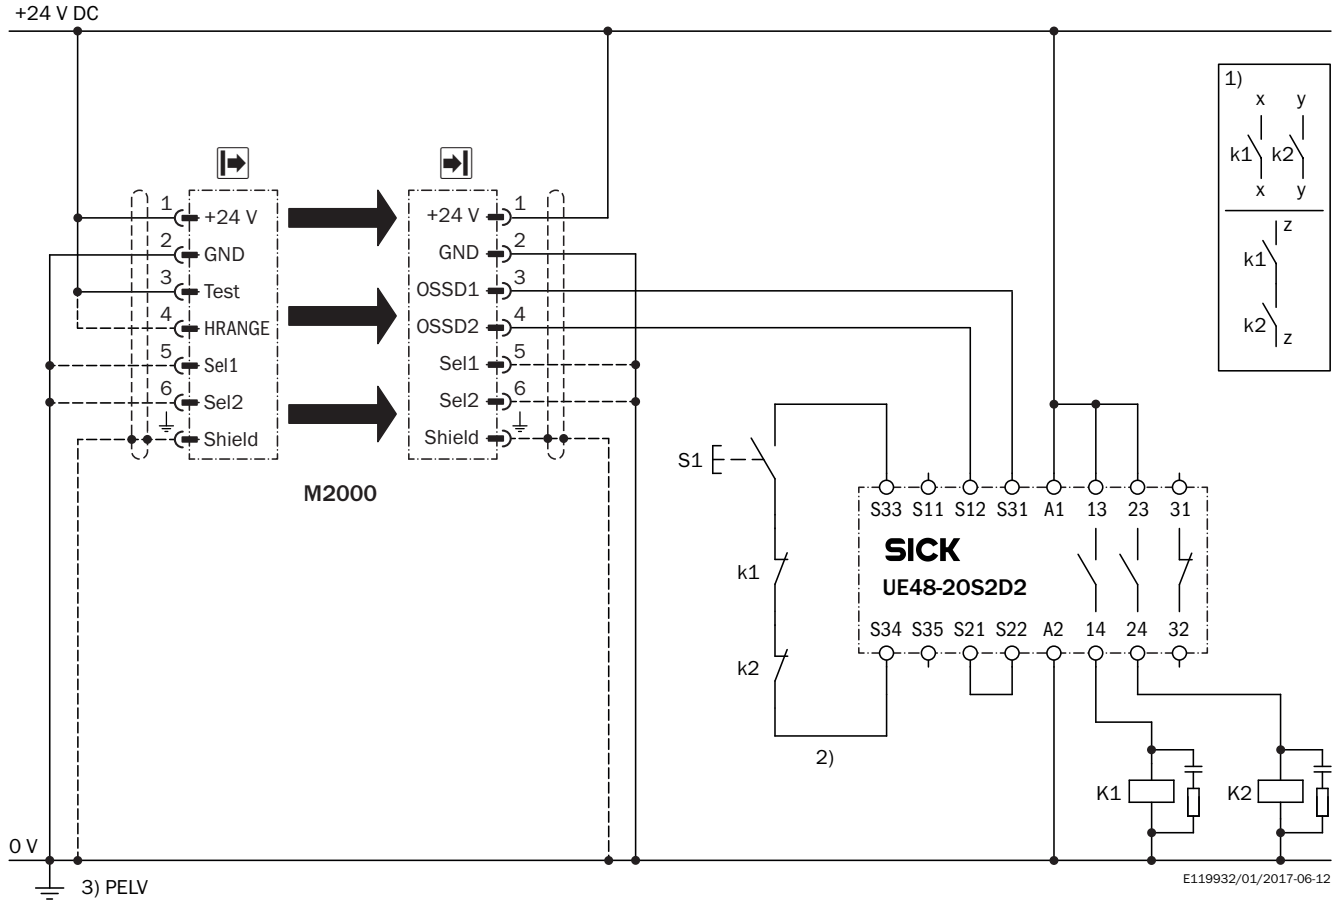 +24 V DC
1)
x y
k1 k2
x y
z
k1
k2
z
1 +24 V
2 GND
3 Test
4 HRANGE
5 Sel1
6 Sel2
Shield
+24 V 1
GND 2
OSSD1 3
OSSD2 4
Sel1 5
Sel2 6
Shield
M2000
S1
k1
k2
2)
S33 S11 S12 S31 A1 13 23 31
SICK
UE48-20S2D2
S34 S35 S21 S22 A2 14 24 32
K1
K2
0 V
3) PELV
E119932/01/2017-06-12